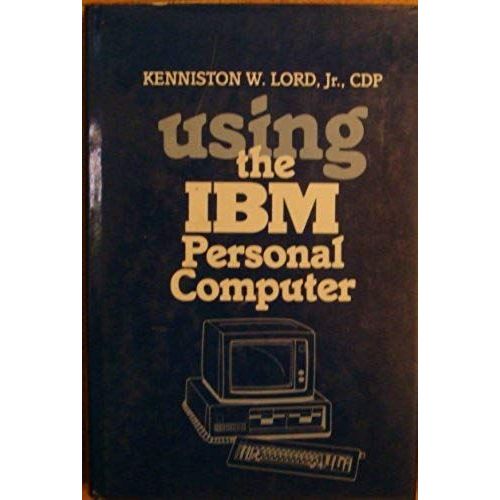 KENNISTON W. LORD, Jr., CDP
using
the
IBM
Personal
Computer